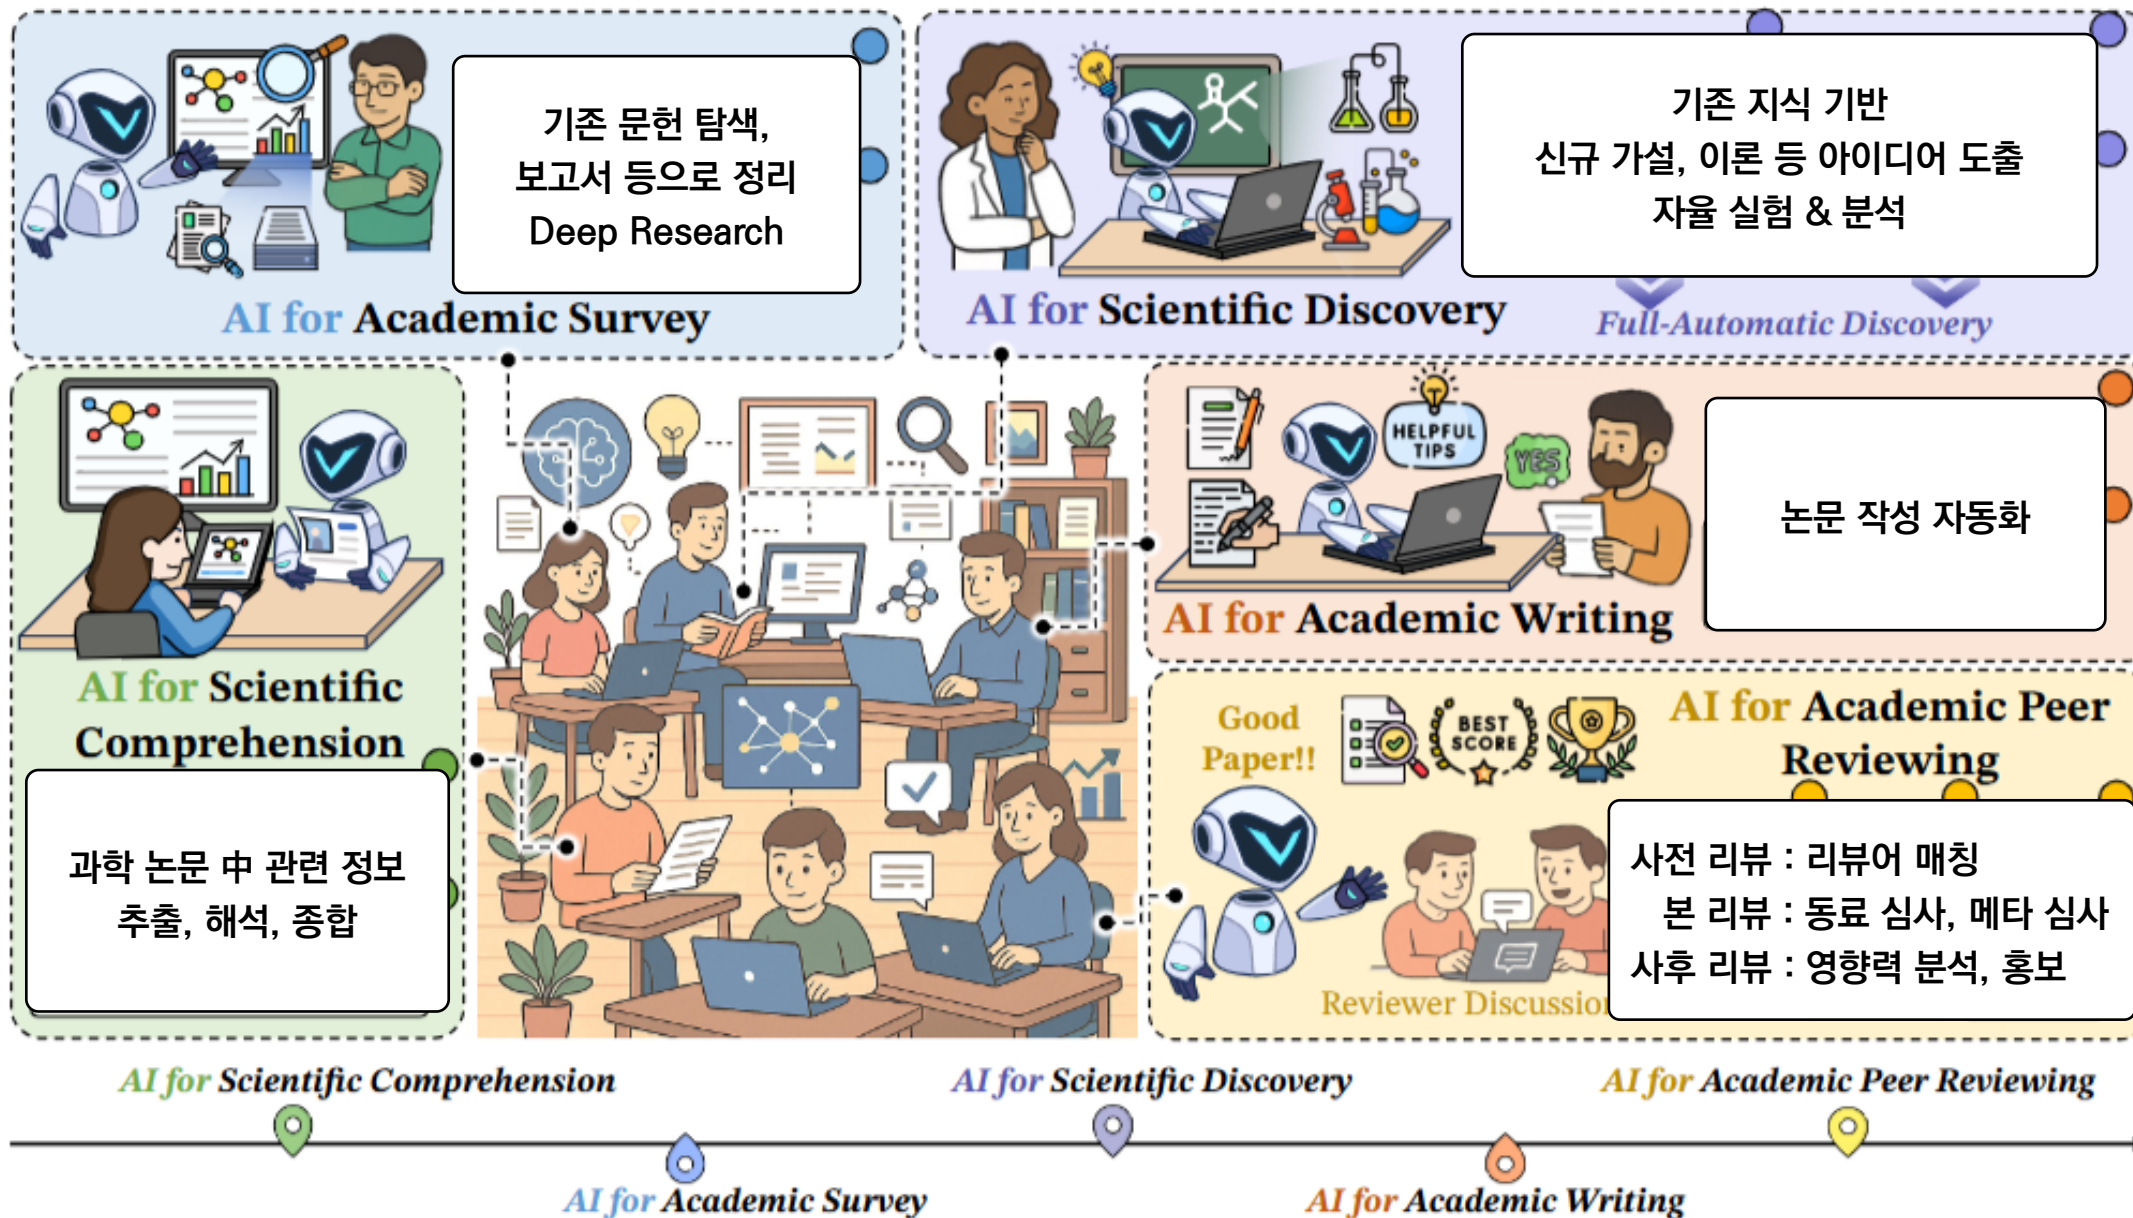 기존 문헌 탐색,
보고서 등으로 정리
Deep Research
AI for Academic Survey
기존 지식 기반
신규 가설, 이론 등 아이디어 도출
자율 실험 & 분석
AI for Scientific Discovery
Full-Automatic Discovery
AI for Scientific
Comprehension
과학 논문 中 관련 정보
추출, 해석, 종합
HELPFUL
TIPS
YES
논문 작성 자동화
AI for Academic Writing
Good
Paper!!
BEST
SCORE
AI for Academic Peer
Reviewing
사전 리뷰 : 리뷰어 매칭
본 리뷰 : 동료 심사, 메타 심사
사후 리뷰 : 영향력 분석, 홍보
Reviewer Discussion
AI for Scientific Comprehension
AI for Scientific Discovery
AI for Academic Peer Reviewing
AI for Academic Survey
AI for Academic Writing